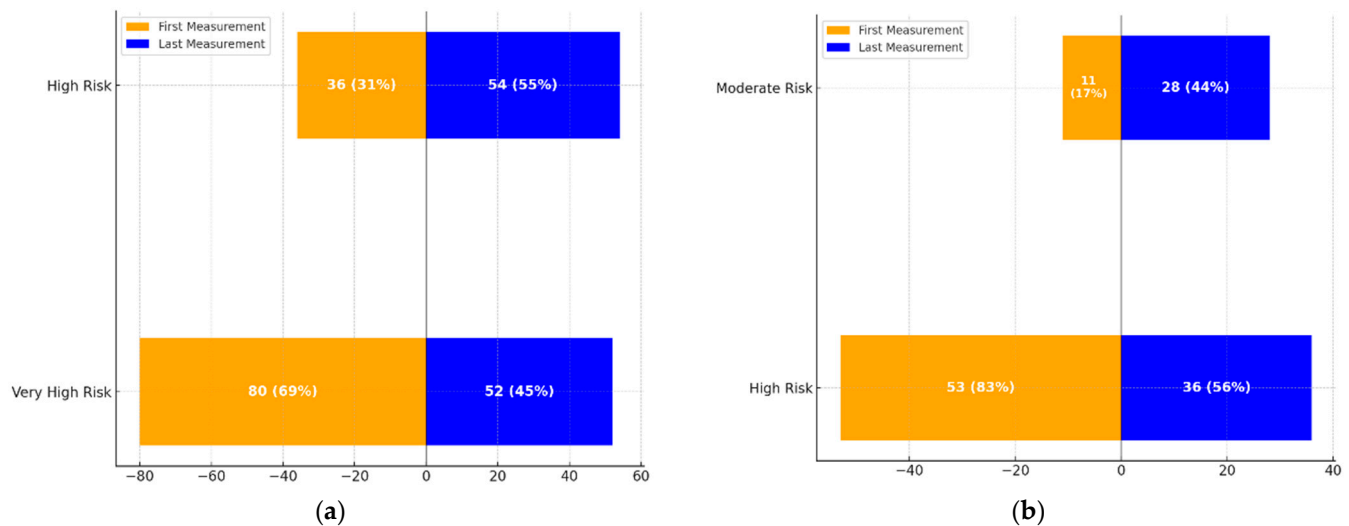 First Measurement
Last Measurement
High Risk
36 (31%)
54 (55%)
Very High Risk
80 (69%)
52 (45%)
−80
−60
−40
−20
0
20
40
60
(a)
First Measurement
Last Measurement
Moderate Risk
11
(17%)
28 (44%)
High Risk
53 (83%)
36 (56%)
−40
−20
0
20
40
(b)